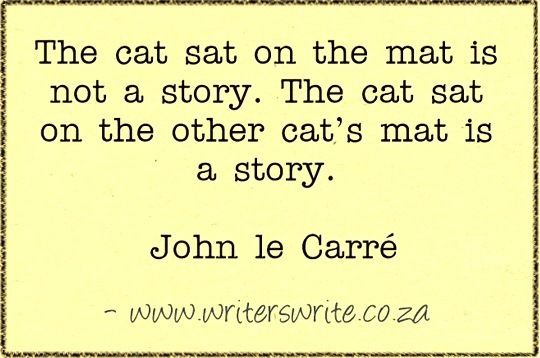 The cat sat on the mat is
not a story. The cat sat
on the other cat's mat is
a story.
John le Carré
- www.writerswrite.co.za